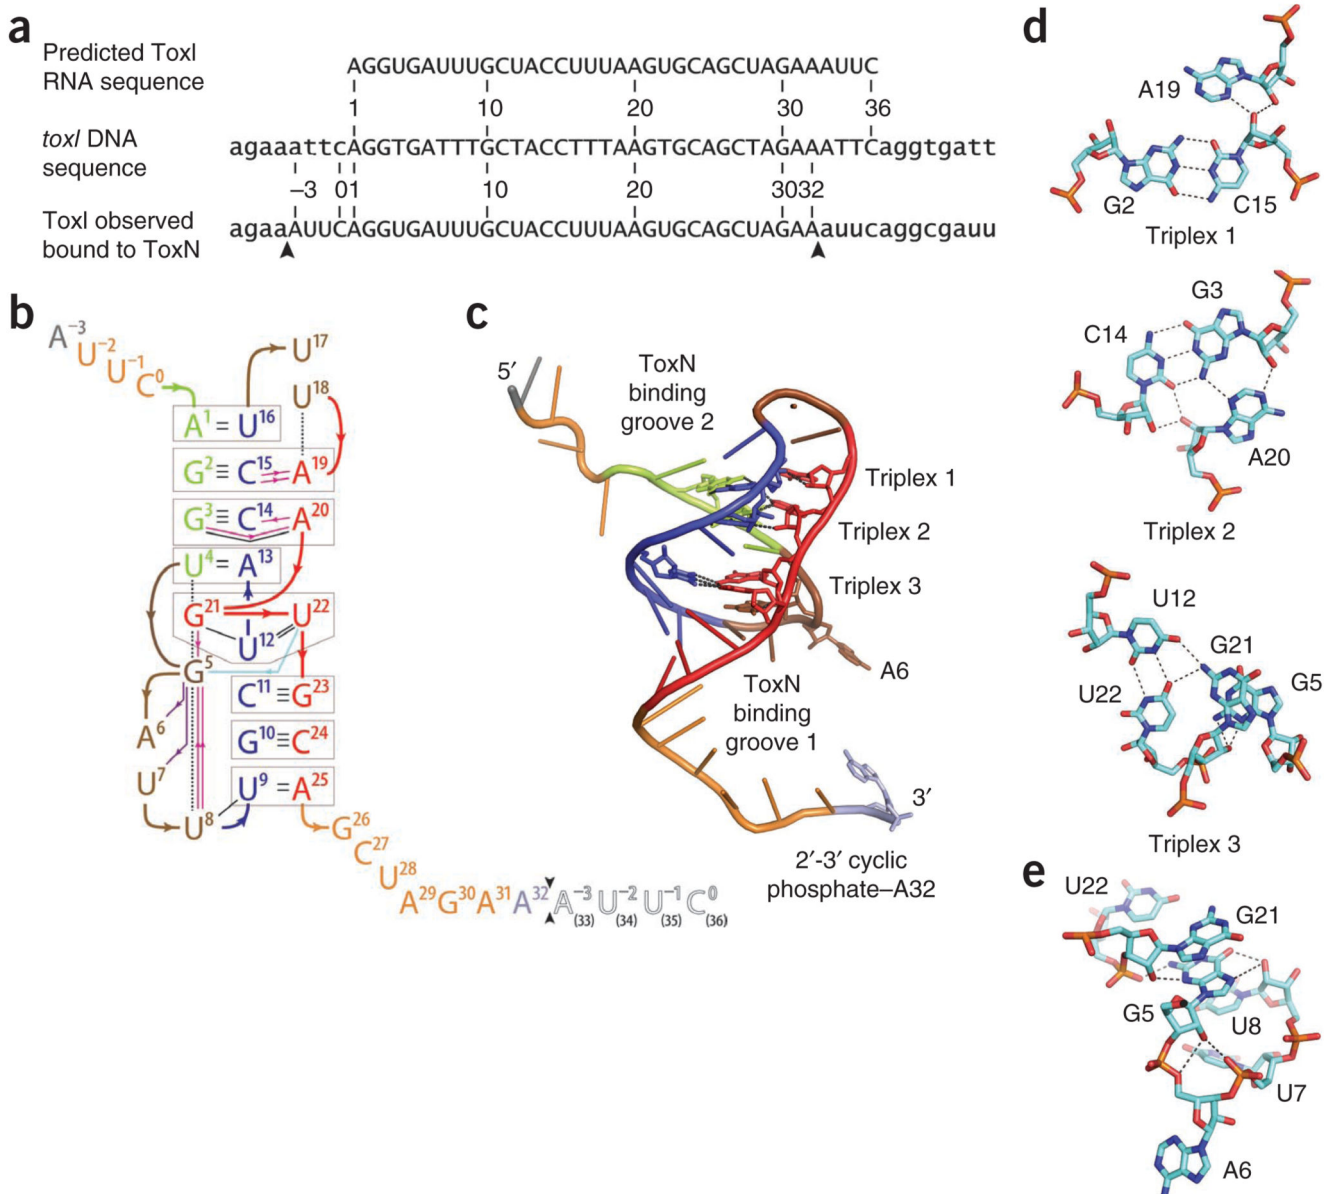 a
Predicted ToxI
RNA sequence
AGGUGAUUUGCUACCUUUAAGUGCAGCUAGAAAUUC
1 10 20 30 36
toxI DNA
sequence
agaaattcAGGTGATTTGCTACCTTTAAGTGCAGCTAGAAATTCaggtgatt
–3 01 10 20 3032
ToxI observed
bound to ToxN
agaaAUUCAGGUGAUUUGCUACCUUUAAGUGCAGCUAGAAauucaggcgauu
b
A–3
U–2
U–1
C0
U17
U18
A1 = U16
G2 ≡ C15 A19
G3 ≡ C14 A20
U4 = A13
G21 U22
U12
G5
C11 ≡ G23
A6
G10 ≡ C24
U7
U9 = A25
U8
G26
C27
U28
A29 G30 A31 A32 A–3 U–2 U–1 C0
(33) (34) (35) (36)
c
5′
ToxN
binding
groove 2
Triplex 1
Triplex 2
Triplex 3
A6
ToxN
binding
groove 1
3′
2′-3′ cyclic
phosphate–A32
d
A19
G2 C15
Triplex 1
G3
C14
A20
Triplex 2
U12
G21
G5
U22
Triplex 3
e
U22
G21
G5
U8
U7
A6